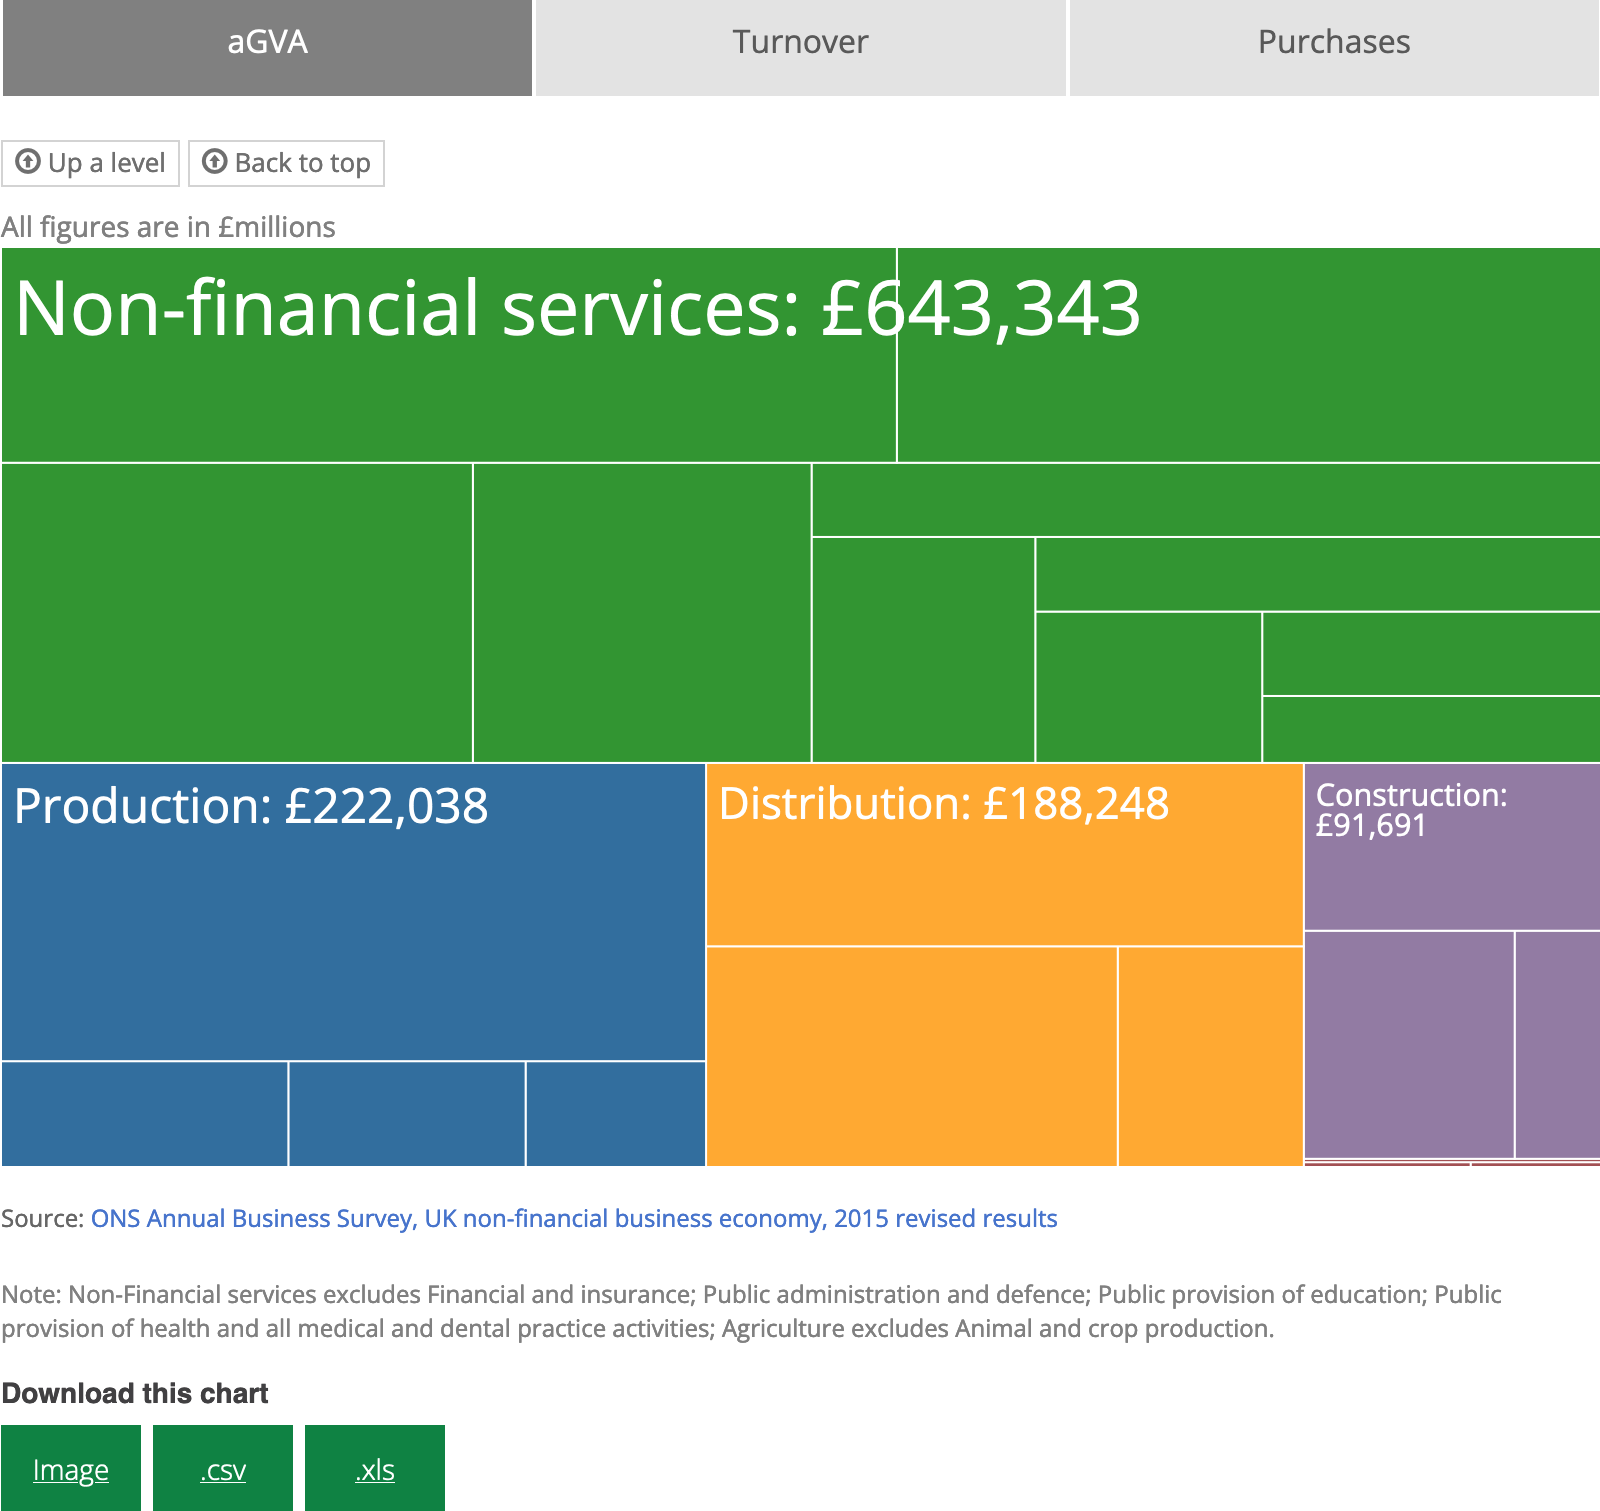 aGVA
Turnover
Purchases
Up a level
Back to top
All figures are in £millions
Non-financial services: £643,343
Production: £222,038
Distribution: £188,248
Construction:
£91,691
Source: ONS Annual Business Survey, UK non-financial business economy, 2015 revised results
Note: Non-Financial services excludes Financial and insurance; Public administration and defence; Public provision of education; Public
provision of health and all medical and dental practice activities; Agriculture excludes Animal and crop production.
Download this chart
Image
.csv
.xls